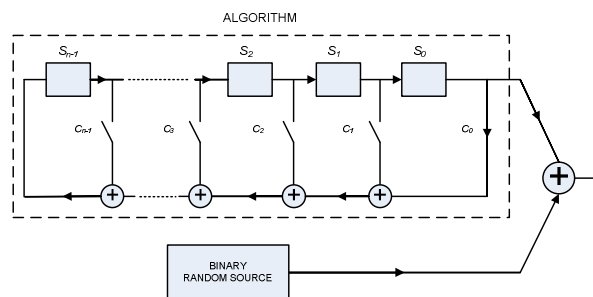 ALGORITHM
Sn-1 S2 S1 S0
Cn-1 C3 C2 C1 C0
+ + + + +
BINARY
RANDOM SOURCE